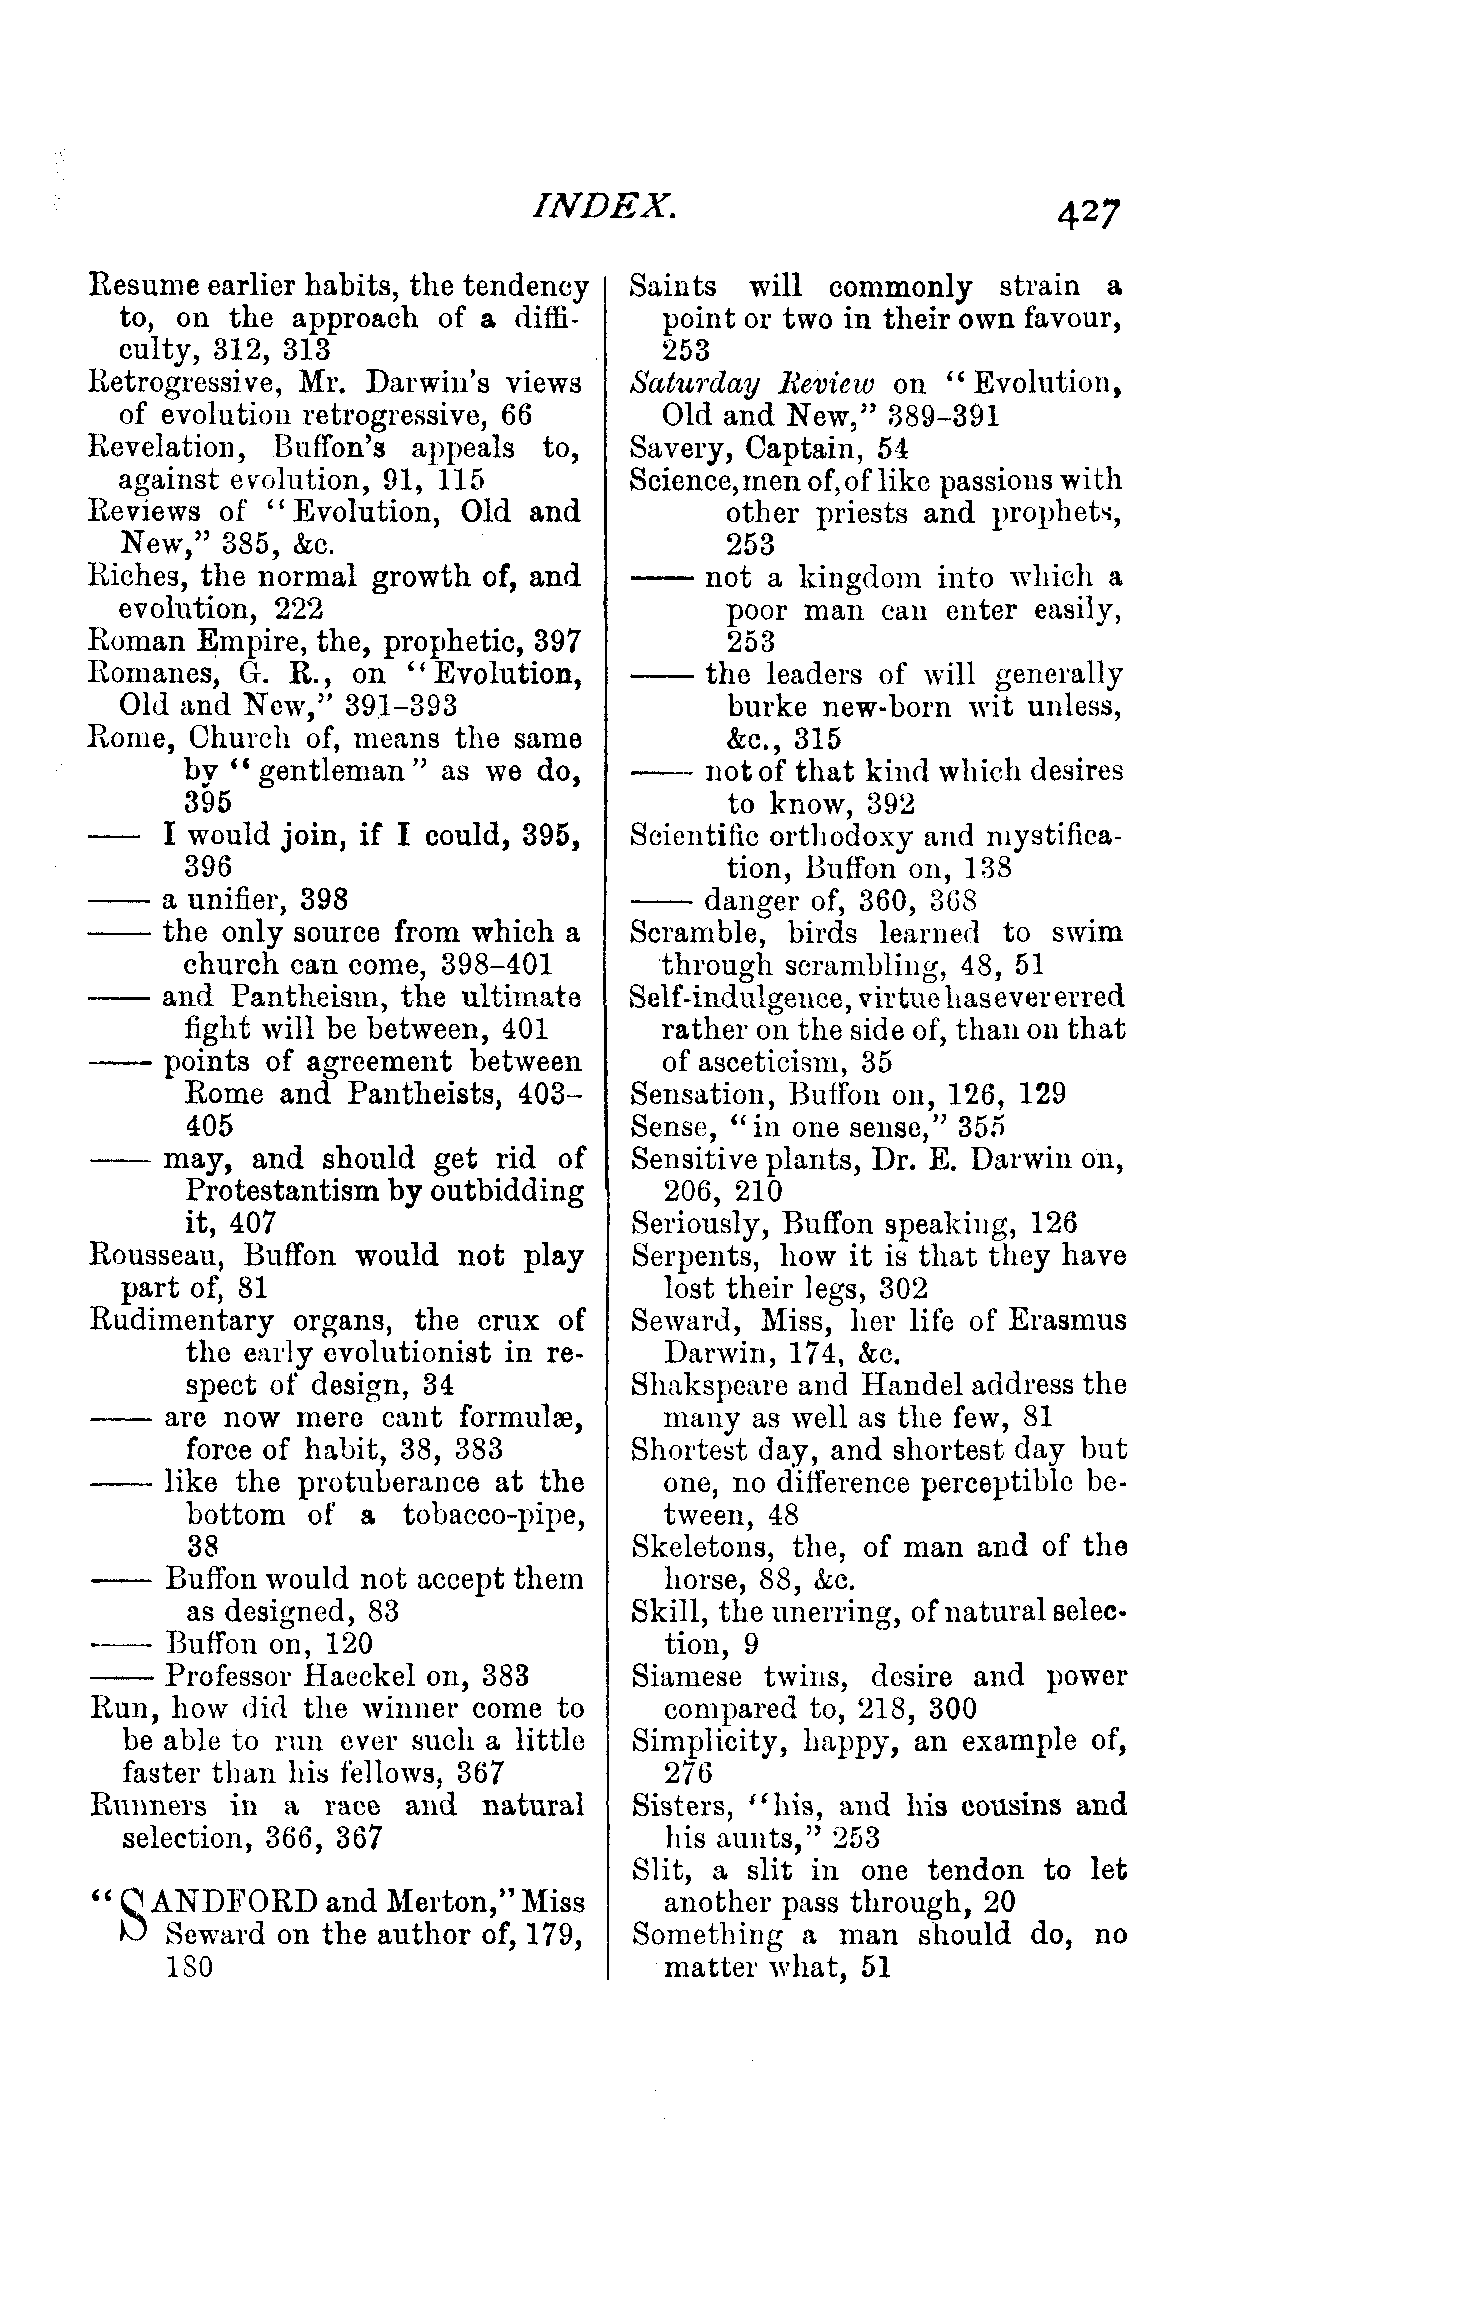 INDEX.
427
Resume earlier habits, the tendency
to, on the approach of a diffi-
culty, 312, 313
Retrogressive, Mr. Darwin's views
of evolution retrogressive, 66
Revelation, Buffon's appeals to,
against evolution, 91, 115
Reviews of "Evolution, Old and
New," 385, &c.
Riches, the normal growth of, and
evolution, 222
Roman Empire, the, prophetic, 397
Romanes, G. R., on "Evolution,
Old and New," 391–393
Rome, Church of, means the same
by "gentleman" as we do,
395
—— I would join, if I could, 395,
396
—— a unifier, 398
—— the only source from which a
church can come, 398–401
—— and Pantheism, the ultimate
fight will be between, 401
—— points of agreement between
Rome and Pantheists, 403–
405
—— may, and should get rid of
Protestantism by outbidding
it, 407
Rousseau, Buffon would not play
part of, 81
Rudimentary organs, the crux of
the early evolutionist in re-
spect of design, 34
—— are now mere cant formulæ,
force of habit, 38, 383
—— like the protuberance at the
bottom of a tobacco-pipe,
38
—— Buffon would not accept them
as designed, 83
—— Buffon on, 120
—— Professor Haeckel on, 383
Run, how did the winner come to
be able to run ever such a little
faster than his fellows, 367
Runners in a race and natural
selection, 366, 367
"SANDFORD and Merton," Miss
Seward on the author of, 179,
180
Saints will commonly strain a
point or two in their own favour,
253
Saturday Review on "Evolution,
Old and New," 389–391
Savery, Captain, 54
Science, men of, of like passions with
other priests and prophets,
253
—— not a kingdom into which a
poor man can enter easily,
253
—— the leaders of will generally
burke new-born wit unless,
&c., 315
—— not of that kind which desires
to know, 392
Scientific orthodoxy and mystifica-
tion, Buffon on, 138
—— danger of, 360, 368
Scramble, birds learned to swim
through scrambling, 48, 51
Self-indulgence, virtue has ever erred
rather on the side of, than on that
of asceticism, 35
Sensation, Buffon on, 126, 129
Sense, "in one sense," 355
Sensitive plants, Dr. E. Darwin on,
206, 210
Seriously, Buffon speaking, 126
Serpents, how it is that they have
lost their legs, 302
Seward, Miss, her life of Erasmus
Darwin, 174, &c.
Shakspeare and Handel address the
many as well as the few, 81
Shortest day, and shortest day but
one, no difference perceptible be-
tween, 48
Skeletons, the, of man and of the
horse, 88, &c.
Skill, the unerring, of natural selec-
tion, 9
Siamese twins, desire and power
compared to, 218, 300
Simplicity, happy, an example of,
276
Sisters, "his, and his cousins and
his aunts," 253
Slit, a slit in one tendon to let
another pass through, 20
Something a man should do, no
matter what, 51